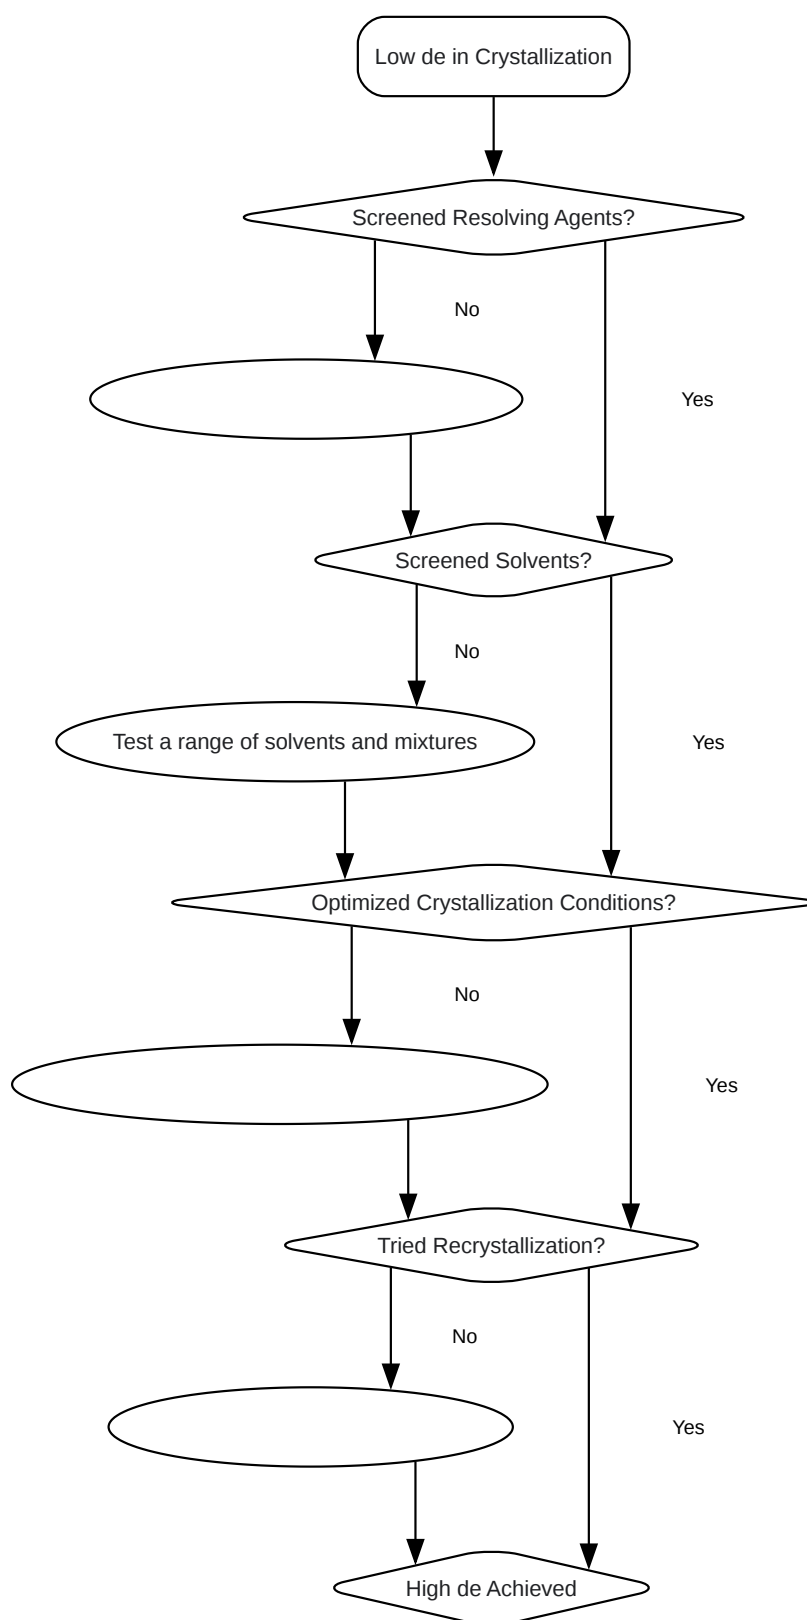 Low de in Crystallization
Screened Resolving Agents?
No
Yes
Screened Solvents?
No
Test a range of solvents and mixtures
Yes
Optimized Crystallization Conditions?
No
Yes
Tried Recrystallization?
No
Yes
High de Achieved